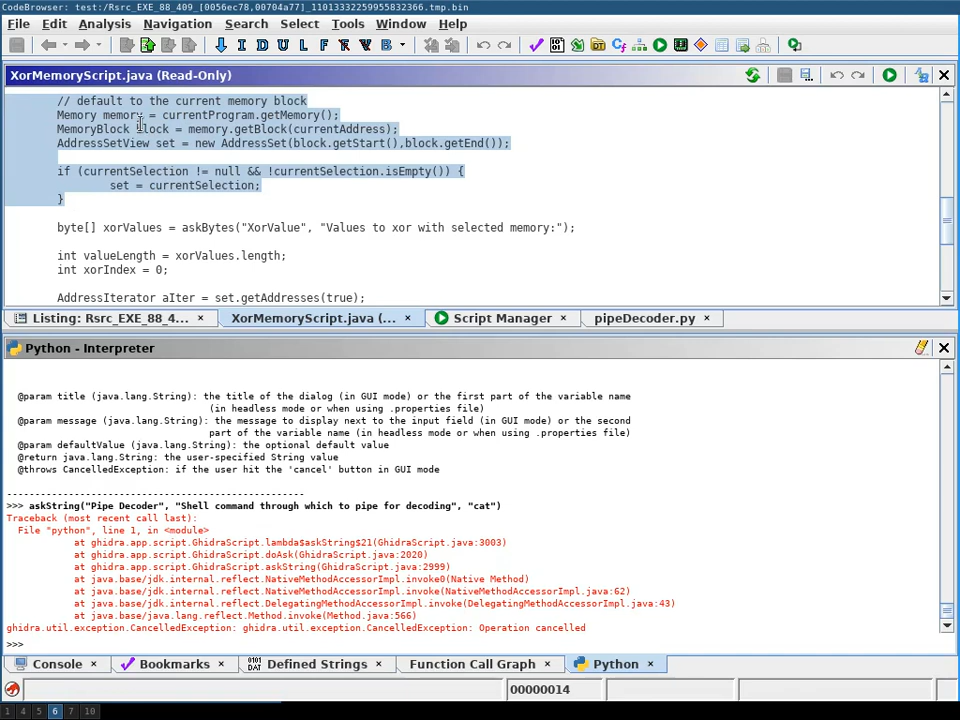 CodeBrowser: test:/Rsrc_EXE_88_409_[0056ec78,00704a77]_11013332259955832366.tmp.bin
File Edit Analysis Navigation Search Select Tools Window Help
I D U L F B
XorMemoryScript.java (Read-Only)
// default to the current memory block
Memory memory = currentProgram.getMemory();
MemoryBlock block = memory.getBlock(currentAddress);
AddressSetView set = new AddressSet(block.getStart(),block.getEnd());
if (currentSelection != null && !currentSelection.isEmpty()) {
set = currentSelection;
}
byte[] xorValues = askBytes("XorValue", "Values to xor with selected memory:");
int valueLength = xorValues.length;
int xorIndex = 0;
AddressIterator aIter = set.getAddresses(true);
Listing: Rsrc_EXE_88_4... × XorMemoryScript.java (... × Script Manager × pipeDecoder.py ×
Python - Interpreter
@param title (java.lang.String): the title of the dialog (in GUI mode) or the first part of the variable name
(in headless mode or when using .properties file)
@param message (java.lang.String): the message to display next to the input field (in GUI mode) or the second
part of the variable name (in headless mode or when using .properties file)
@param defaultValue (java.lang.String): the optional default value
@return java.lang.String: the user-specified String value
@throws CancelledException: if the user hit the 'cancel' button in GUI mode
-----------------------------------------------------
>>> askString("Pipe Decoder", "Shell command through which to pipe for decoding", "cat")
Traceback (most recent call last):
File "python", line 1, in <module>
at ghidra.app.script.GhidraScript.lambda$askString$21(GhidraScript.java:3003)
at ghidra.app.script.GhidraScript.doAsk(GhidraScript.java:2020)
at ghidra.app.script.GhidraScript.askString(GhidraScript.java:2999)
at java.base/jdk.internal.reflect.NativeMethodAccessorImpl.invoke0(Native Method)
at java.base/jdk.internal.reflect.NativeMethodAccessorImpl.invoke(NativeMethodAccessorImpl.java:62)
at java.base/jdk.internal.reflect.DelegatingMethodAccessorImpl.invoke(DelegatingMethodAccessorImpl.java:43)
at java.base/java.lang.reflect.Method.invoke(Method.java:566)
ghidra.util.exception.CancelledException: ghidra.util.exception.CancelledException: Operation cancelled
>>>
Console × Bookmarks × Defined Strings × Function Call Graph × Python ×
00000014
1 4 5 6 7 10